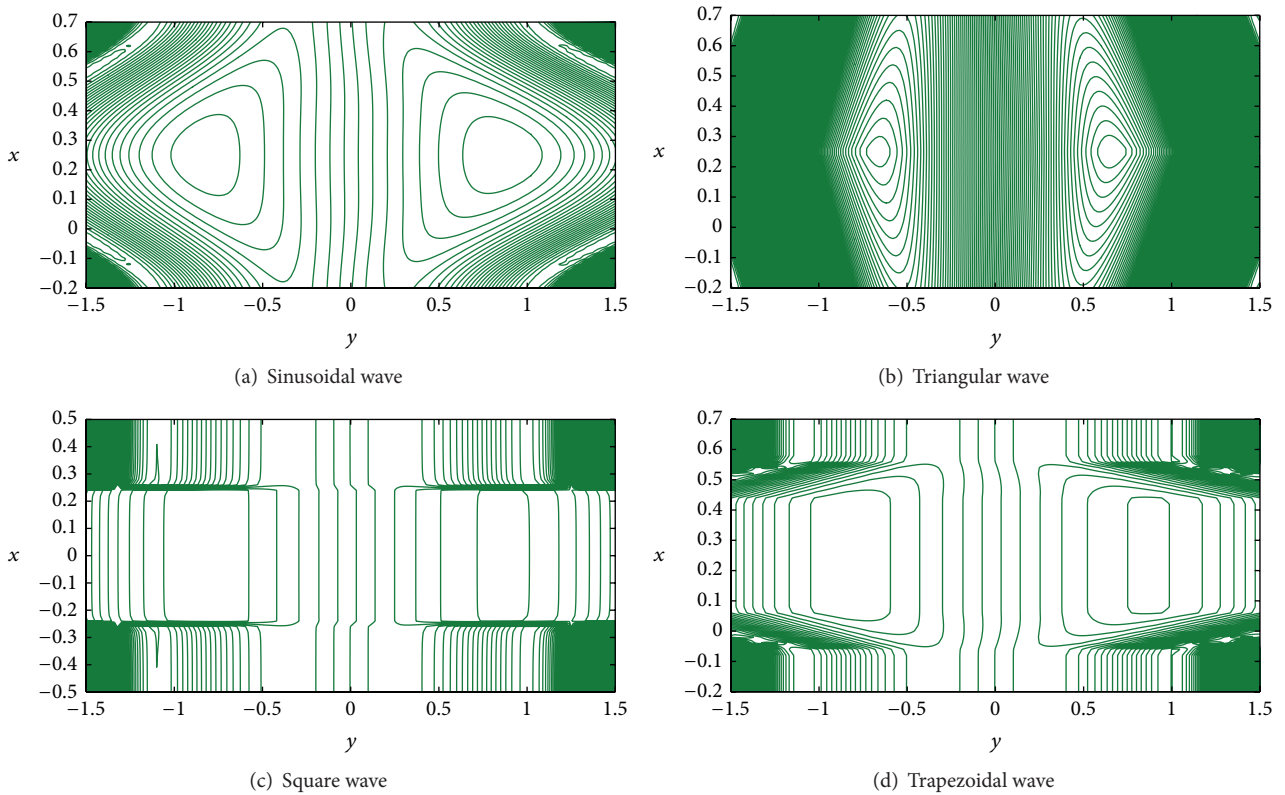 0.7
0.6
0.5
0.4
0.3
0.2
0.1
0
−0.1
−0.2
x
−1.5 −1 −0.5 0 0.5 1 1.5
y
(a) Sinusoidal wave
0.7
0.6
0.5
0.4
0.3
0.2
0.1
0
−0.1
0.2
x
−1.5 −1 −0.5 0 0.5 1 1.5
y
(b) Triangular wave
0.5
0.4
0.3
0.2
0.1
0
−0.1
−0.2
−0.3
−0.4
−0.5
x
−1.5 −1 −0.5 0 0.5 1 1.5
y
(c) Square wave
0.7
0.6
0.5
0.4
0.3
0.2
0.1
0
−0.1
−0.2
x
−1.5 −1 −0.5 0 0.5 1 1.5
y
(d) Trapezoidal wave